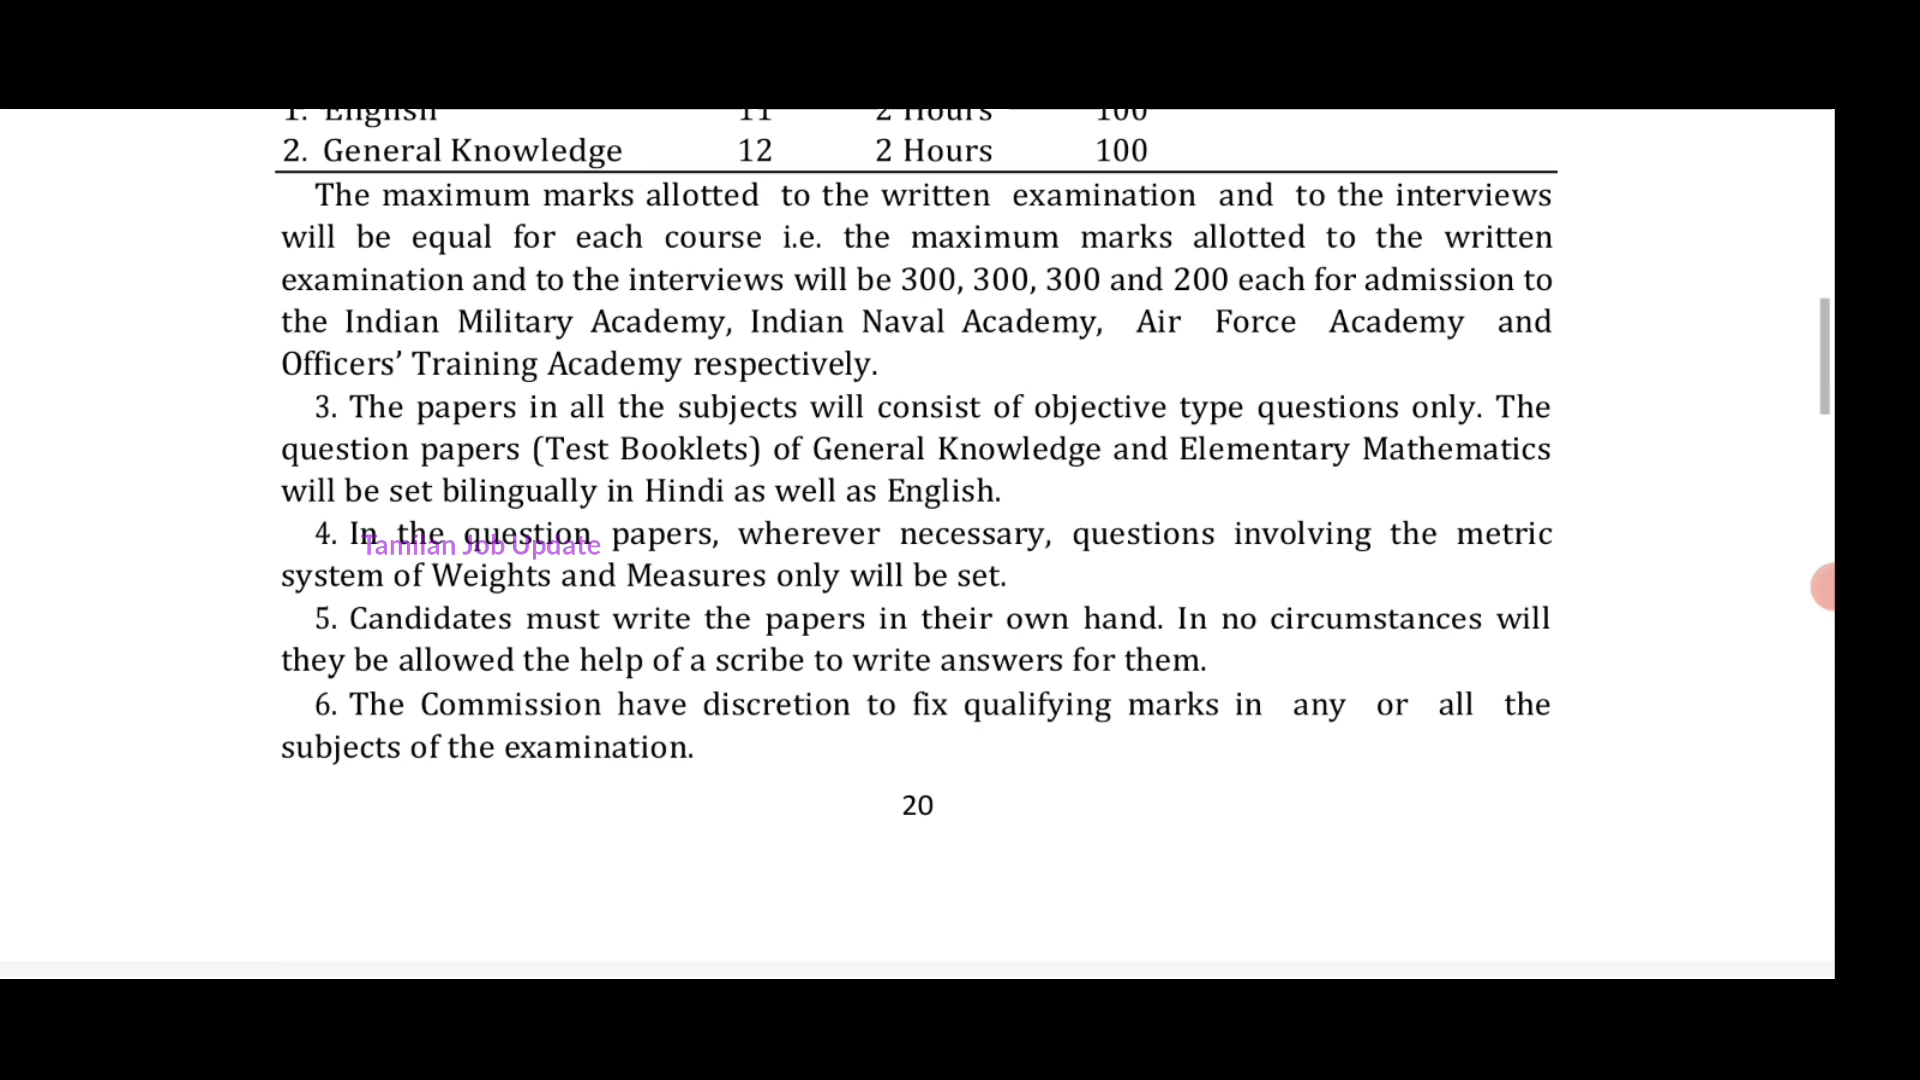 1. English 11 2 Hours 100
2. General Knowledge 12 2 Hours 100
The maximum marks allotted to the written examination and to the interviews
will be equal for each course i.e. the maximum marks allotted to the written
examination and to the interviews will be 300, 300, 300 and 200 each for admission to
the Indian Military Academy, Indian Naval Academy, Air Force Academy and
Officers’ Training Academy respectively.
3. The papers in all the subjects will consist of objective type questions only. The
question papers (Test Booklets) of General Knowledge and Elementary Mathematics
will be set bilingually in Hindi as well as English.
4. In the question papers, wherever necessary, questions involving the metric
Tamilan Job Update
system of Weights and Measures only will be set.
5. Candidates must write the papers in their own hand. In no circumstances will
they be allowed the help of a scribe to write answers for them.
6. The Commission have discretion to fix qualifying marks in any or all the
subjects of the examination.
20